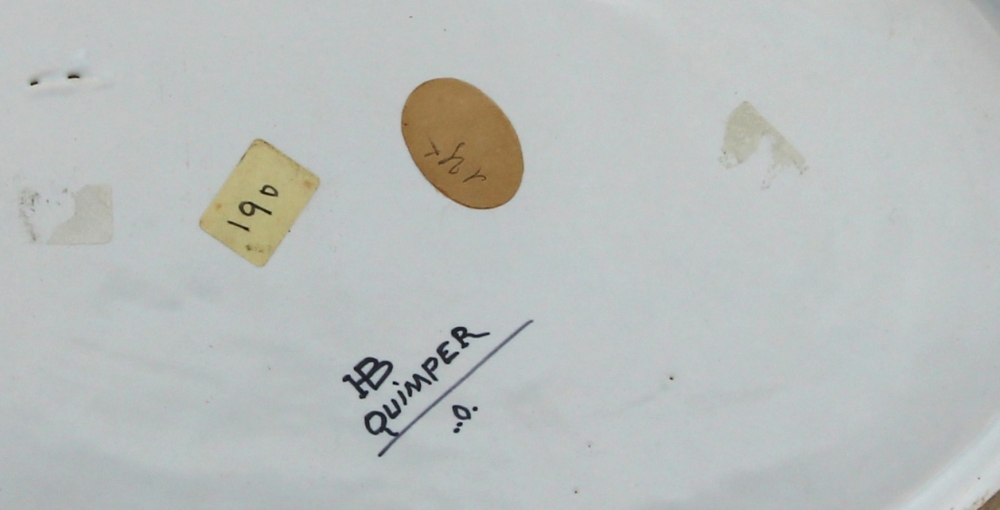 190
HB
QUIMPER
..O.